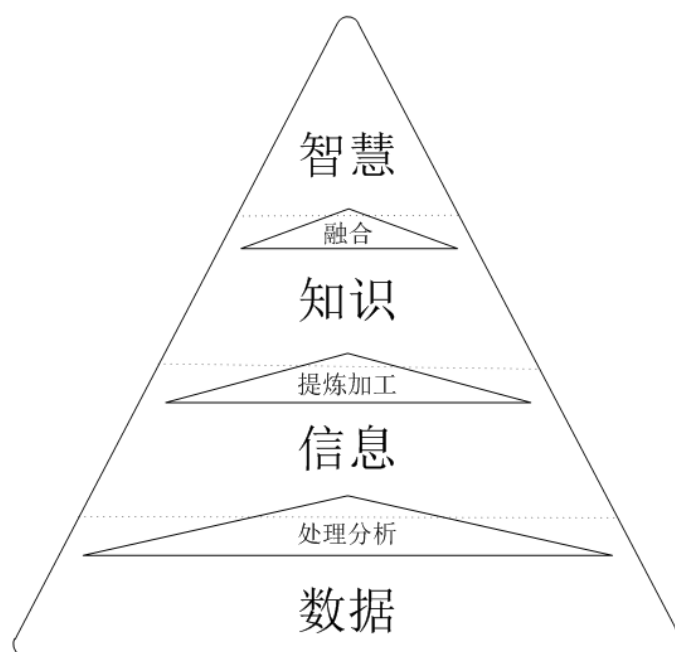 智慧
融合
知识
提炼加工
信息
处理分析
数据